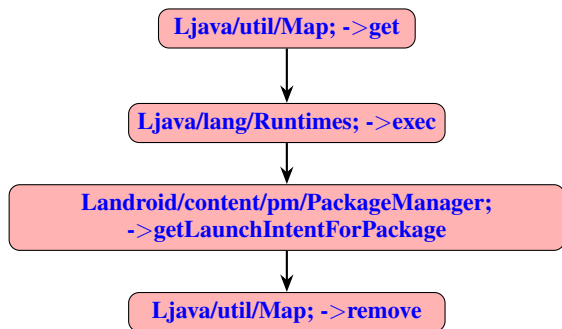 Ljava/util/Map; ->get
Ljava/lang/Runtimes; ->exec
Landroid/content/pm/PackageManager;
->getLaunchIntentForPackage
Ljava/util/Map; ->remove